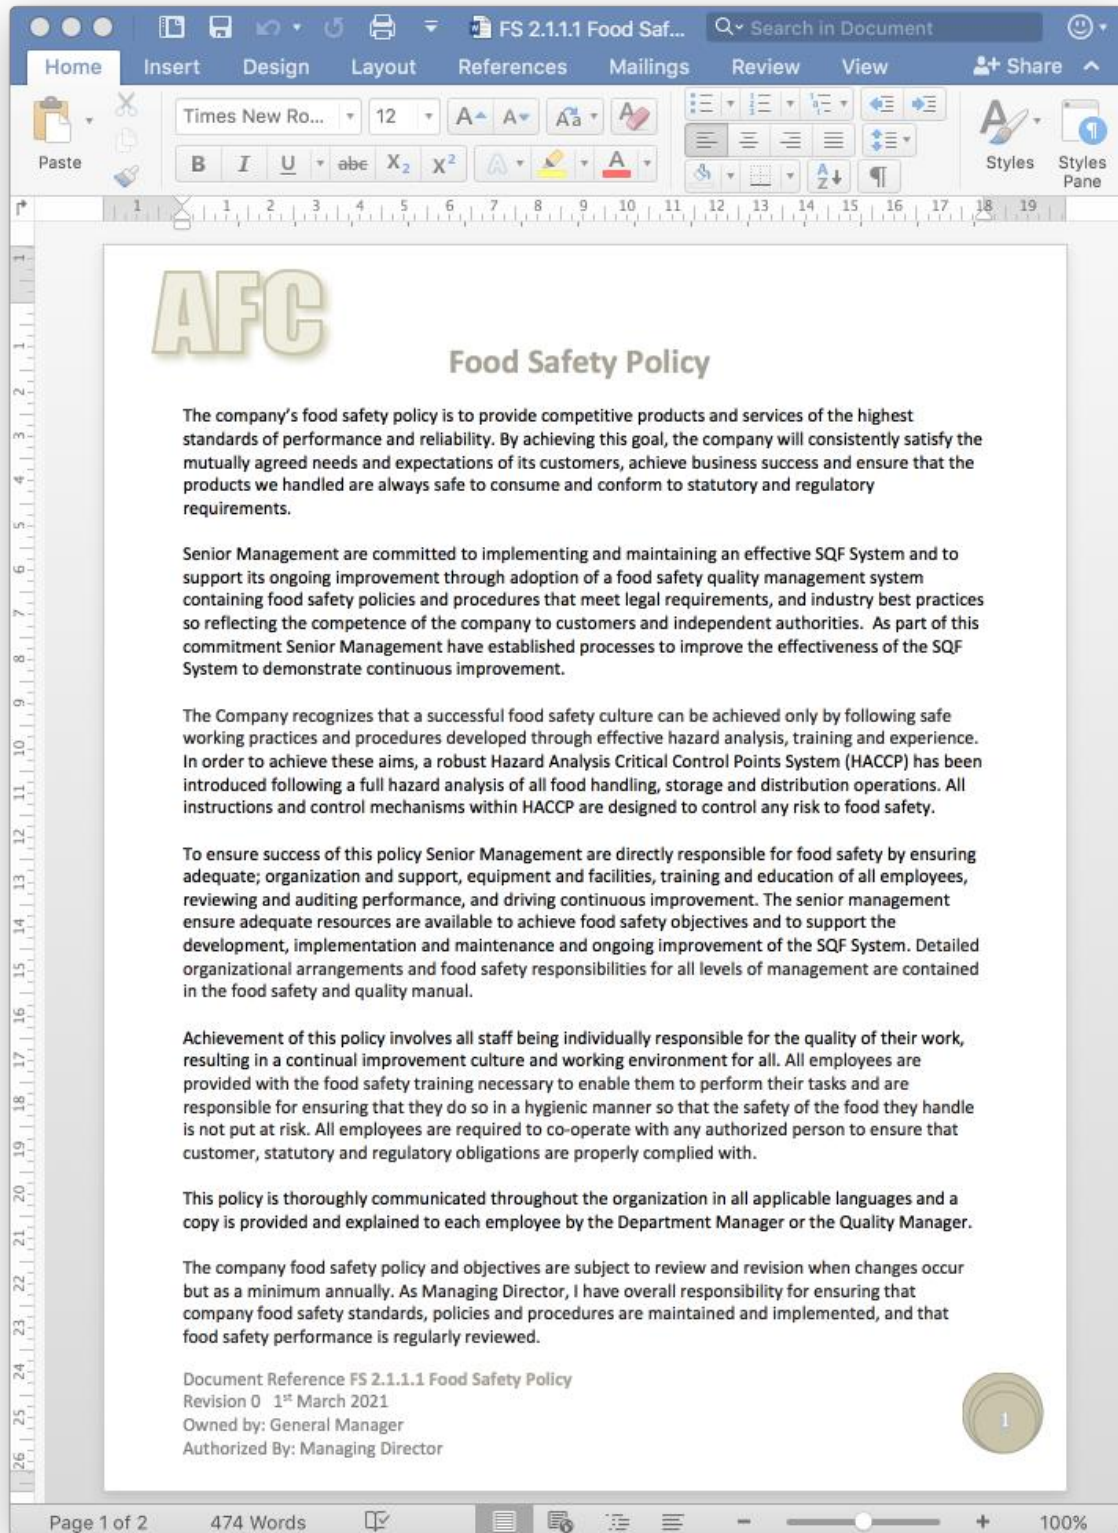 FS 2.1.1.1 Food Saf...
Search in Document
Home Insert Design Layout References Mailings Review View Share
Paste
Times New Ro... 12
B I U abc X2 X2 A A
Styles
Styles Pane
1 1 2 3 4 5 6 7 8 9 10 11 12 13 14 15 16 17 18 19
AFC
Food Safety Policy
The company's food safety policy is to provide competitive products and services of the highest
standards of performance and reliability. By achieving this goal, the company will consistently satisfy the
mutually agreed needs and expectations of its customers, achieve business success and ensure that the
products we handled are always safe to consume and conform to statutory and regulatory
requirements.
Senior Management are committed to implementing and maintaining an effective SQF System and to
support its ongoing improvement through adoption of a food safety quality management system
containing food safety policies and procedures that meet legal requirements, and industry best practices
so reflecting the competence of the company to customers and independent authorities.  As part of this
commitment Senior Management have established processes to improve the effectiveness of the SQF
System to demonstrate continuous improvement.
The Company recognizes that a successful food safety culture can be achieved only by following safe
working practices and procedures developed through effective hazard analysis, training and experience.
In order to achieve these aims, a robust Hazard Analysis Critical Control Points System (HACCP) has been
introduced following a full hazard analysis of all food handling, storage and distribution operations. All
instructions and control mechanisms within HACCP are designed to control any risk to food safety.
To ensure success of this policy Senior Management are directly responsible for food safety by ensuring
adequate; organization and support, equipment and facilities, training and education of all employees,
reviewing and auditing performance, and driving continuous improvement. The senior management
ensure adequate resources are available to achieve food safety objectives and to support the
development, implementation and maintenance and ongoing improvement of the SQF System. Detailed
organizational arrangements and food safety responsibilities for all levels of management are contained
in the food safety and quality manual.
Achievement of this policy involves all staff being individually responsible for the quality of their work,
resulting in a continual improvement culture and working environment for all. All employees are
provided with the food safety training necessary to enable them to perform their tasks and are
responsible for ensuring that they do so in a hygienic manner so that the safety of the food they handle
is not put at risk. All employees are required to co-operate with any authorized person to ensure that
customer, statutory and regulatory obligations are properly complied with.
This policy is thoroughly communicated throughout the organization in all applicable languages and a
copy is provided and explained to each employee by the Department Manager or the Quality Manager.
The company food safety policy and objectives are subject to review and revision when changes occur
but as a minimum annually. As Managing Director, I have overall responsibility for ensuring that
company food safety standards, policies and procedures are maintained and implemented, and that
food safety performance is regularly reviewed.
Document Reference FS 2.1.1.1 Food Safety Policy
Revision 0   1st March 2021
Owned by: General Manager
Authorized By: Managing Director
1
Page 1 of 2 474 Words 100%